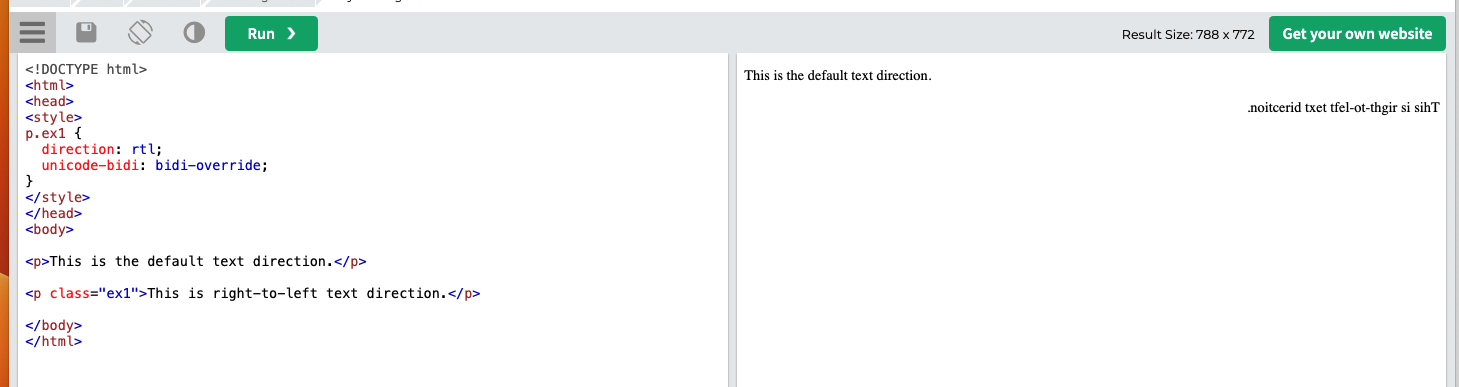 Run ❯
Result Size: 788 x 772
Get your own website
<!DOCTYPE html>
<html>
<head>
<style>
p.ex1 {
  direction: rtl;
  unicode-bidi: bidi-override;
}
</style>
</head>
<body>
<p>This is the default text direction.</p>
<p class="ex1">This is right-to-left text direction.</p>
</body>
</html>
This is the default text direction.
.noitcerid txet tfel-ot-thgir si sihT